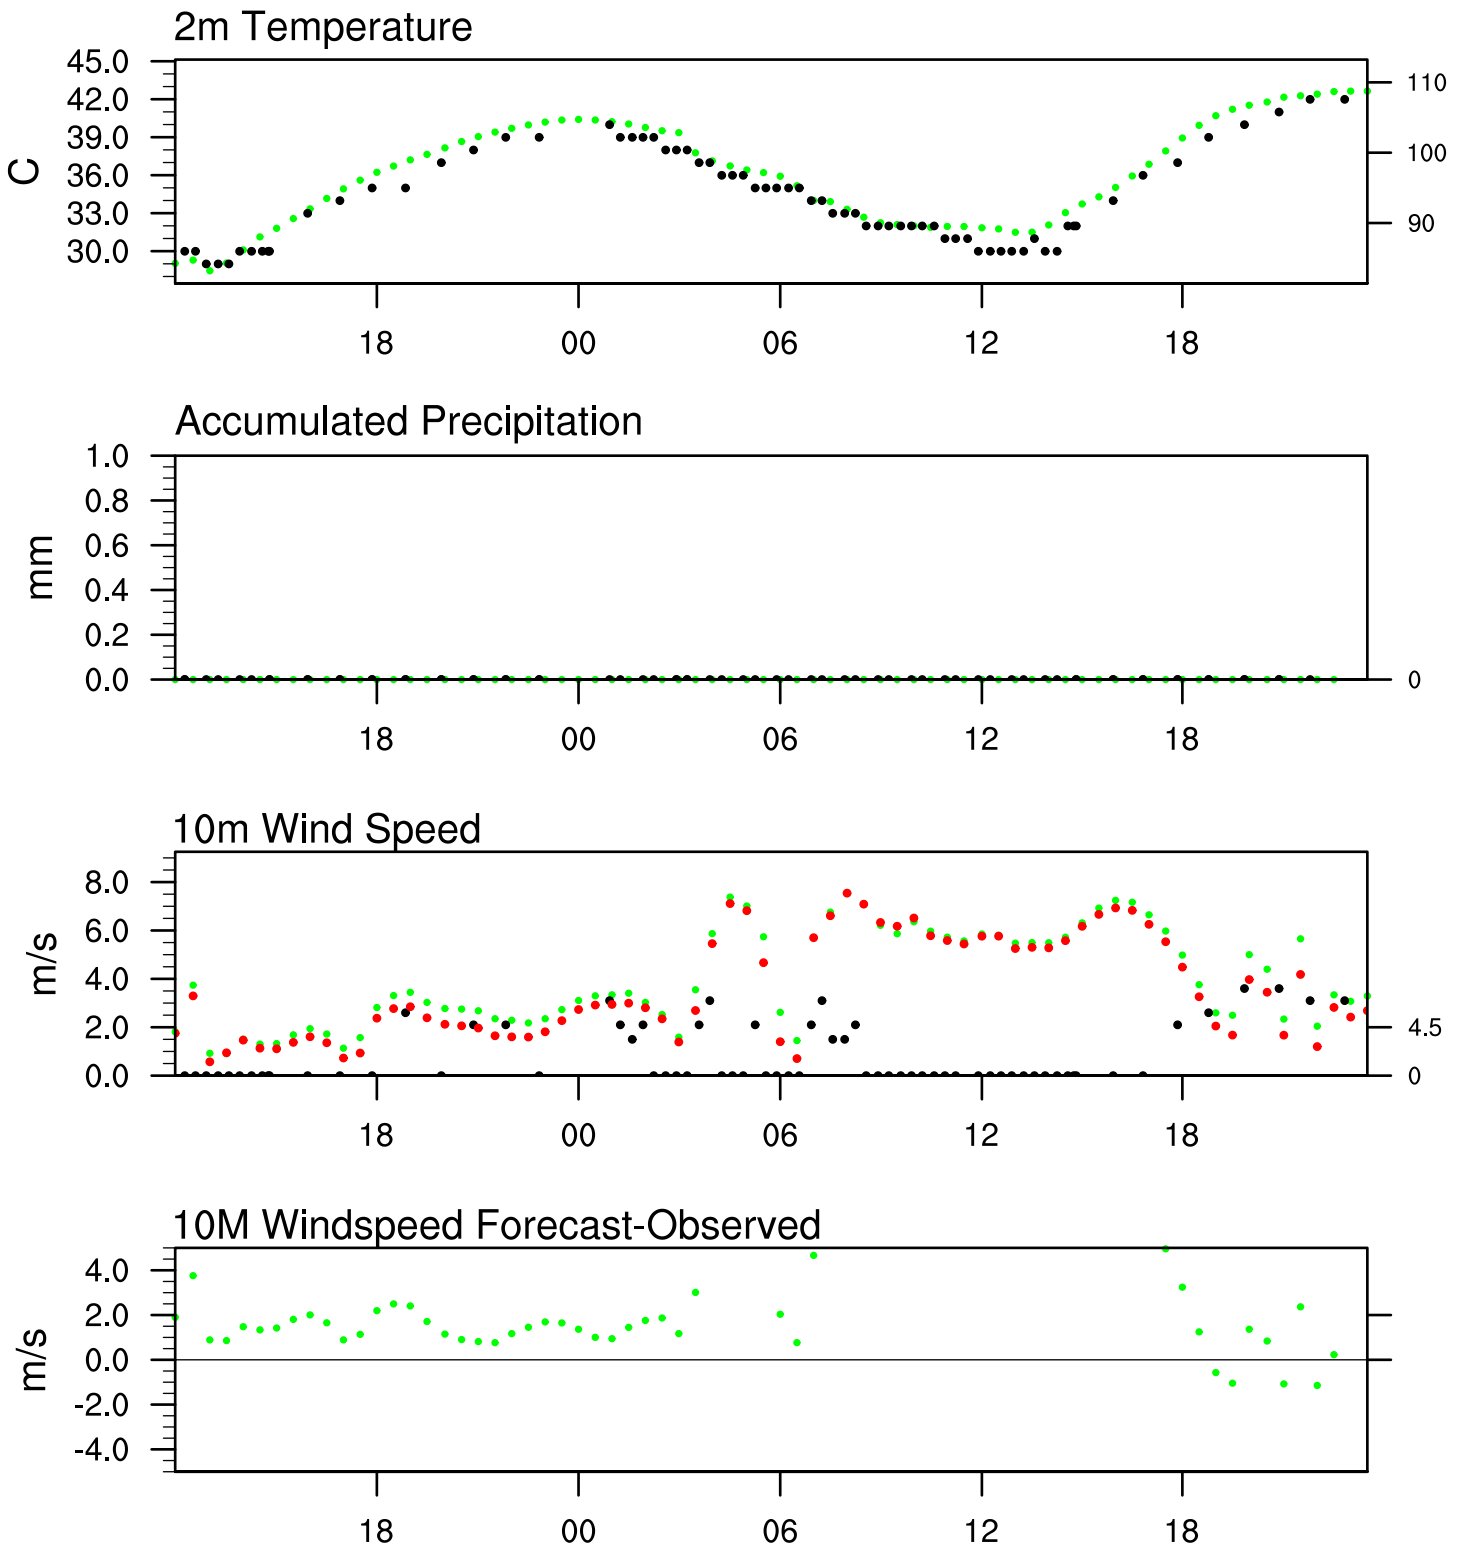 2m Temperature
45.0
42.0
39.0
36.0
33.0
30.0
C
110
100
90
18 00 06 12 18
Accumulated Precipitation
1.0
0.8
0.6
0.4
0.2
0.0
mm
0
18 00 06 12 18
10m Wind Speed
8.0
6.0
4.0
2.0
0.0
m/s
4.5
0
18 00 06 12 18
10M Windspeed Forecast-Observed
4.0
2.0
0.0
-2.0
-4.0
m/s
18 00 06 12 18